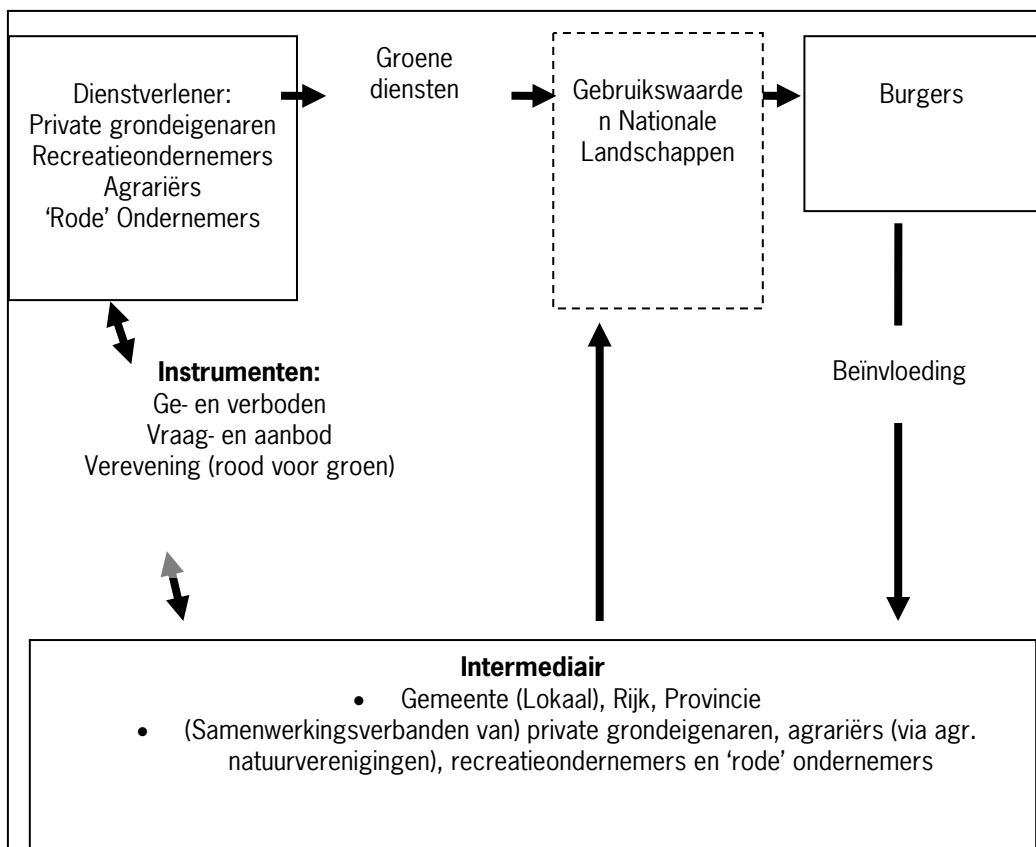 Dienstverlener:
Private grondeigenaren
Recreatieondernemers
Agrariërs
‘Rode’ Ondernemers
Groene
diensten
Gebruikswaarde
n Nationale
Landschappen
Burgers
Instrumenten:
Ge- en verboden
Vraag- en aanbod
Verevening (rood voor groen)
Beïnvloeding
Intermediair
• Gemeente (Lokaal), Rijk, Provincie
• (Samenwerkingsverbanden van) private grondeigenaren, agrariërs (via agr.
natuurverenigingen), recreatieondernemers en ‘rode’ ondernemers